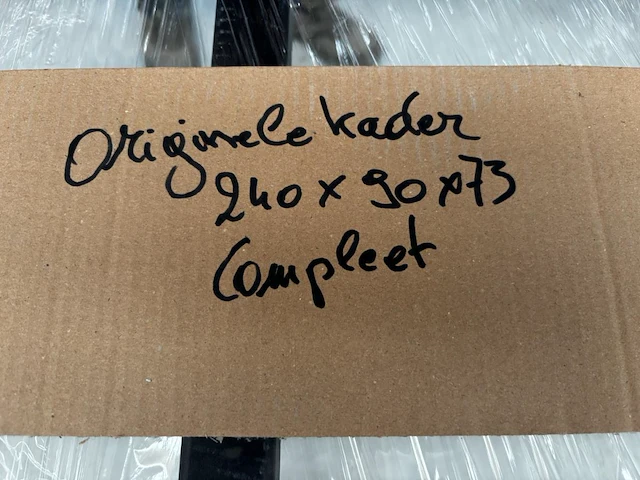 Originele kader
240 x 90 x 73
Compleet